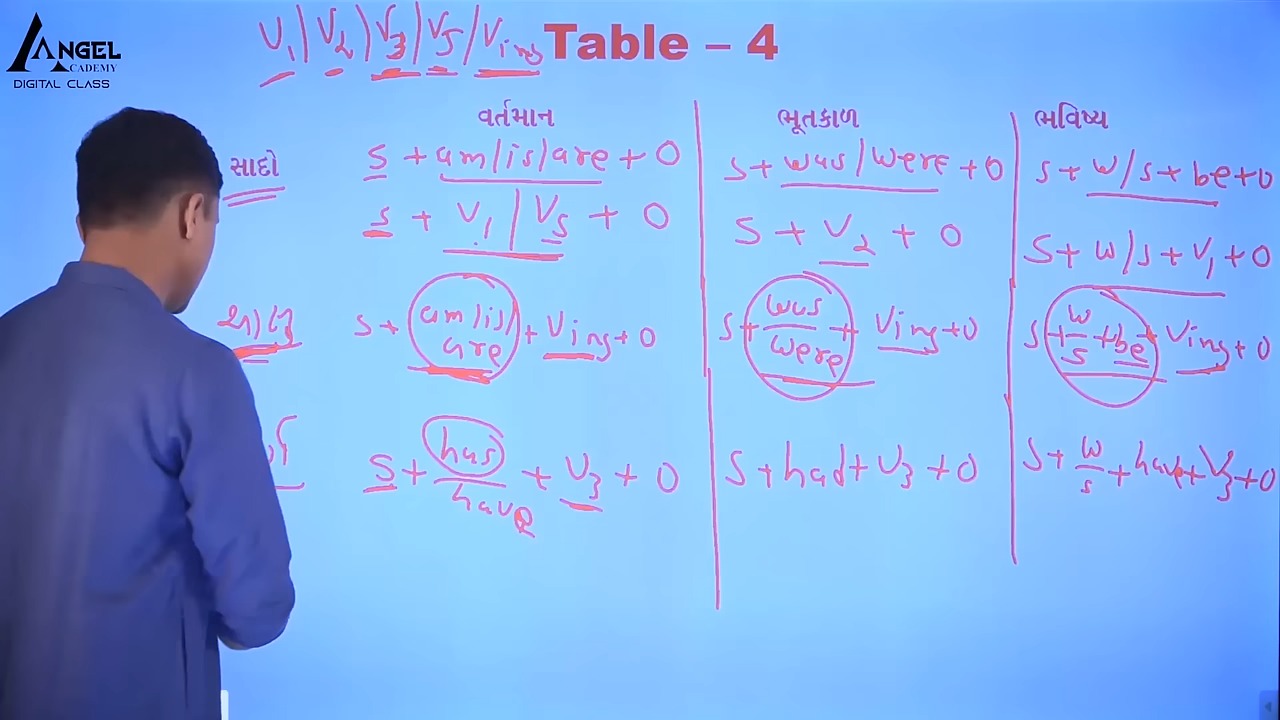 ANGEL
ACADEMY
DIGITAL CLASS
V1 | V2 | V3 | V5 | Ving Table – 4
વર્તમાન ભૂતકાળ ભવિષ્ય
સાદો S + am/is/are + O S + was/were + O S + w/s + be + O
S + V1 / V5 + O S + V2 + O S + w/s + V1 + O
ચાલુ S + am/is/are + Ving + O S + was/were + Ving + O S + w/s + be + Ving + O
S + has/have + V3 + O S + had + V3 + O S + w/s + have + V3 + O